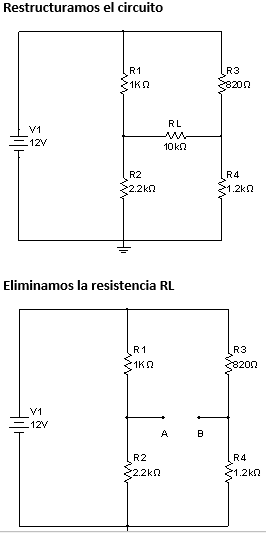 Restructuramos el circuito
R1
1KΩ
R3
820Ω
RL
10kΩ
V1
12V
R2
2.2kΩ
R4
1.2kΩ
Eliminamos la resistencia RL
R1
1KΩ
R3
820Ω
V1
12V
A
B
R2
2.2kΩ
R4
1.2kΩ